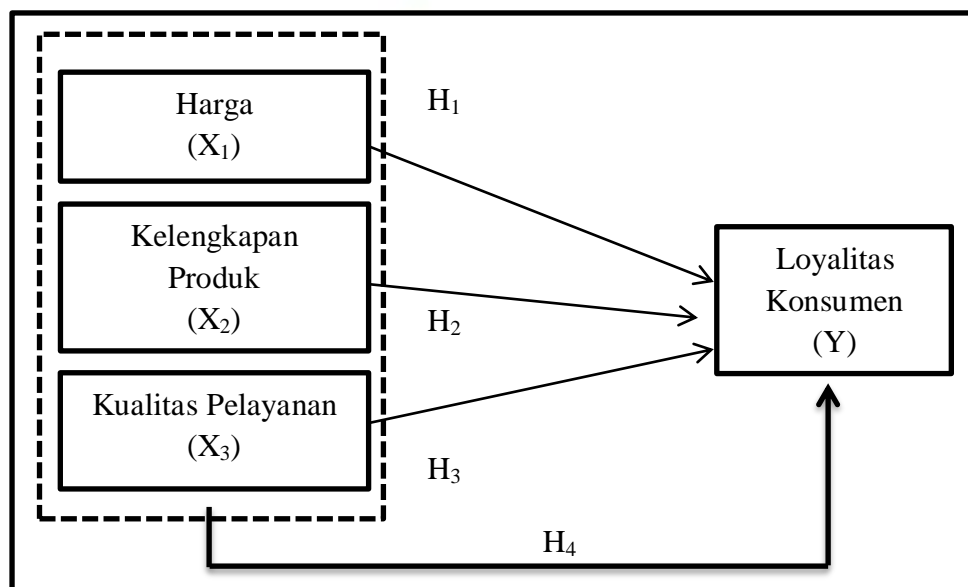 Harga
(X₁)
H₁
Kelengkapan
Produk
(X₂)
H₂
Kualitas Pelayanan
(X₃)
H₃
Loyalitas
Konsumen
(Y)
H₄